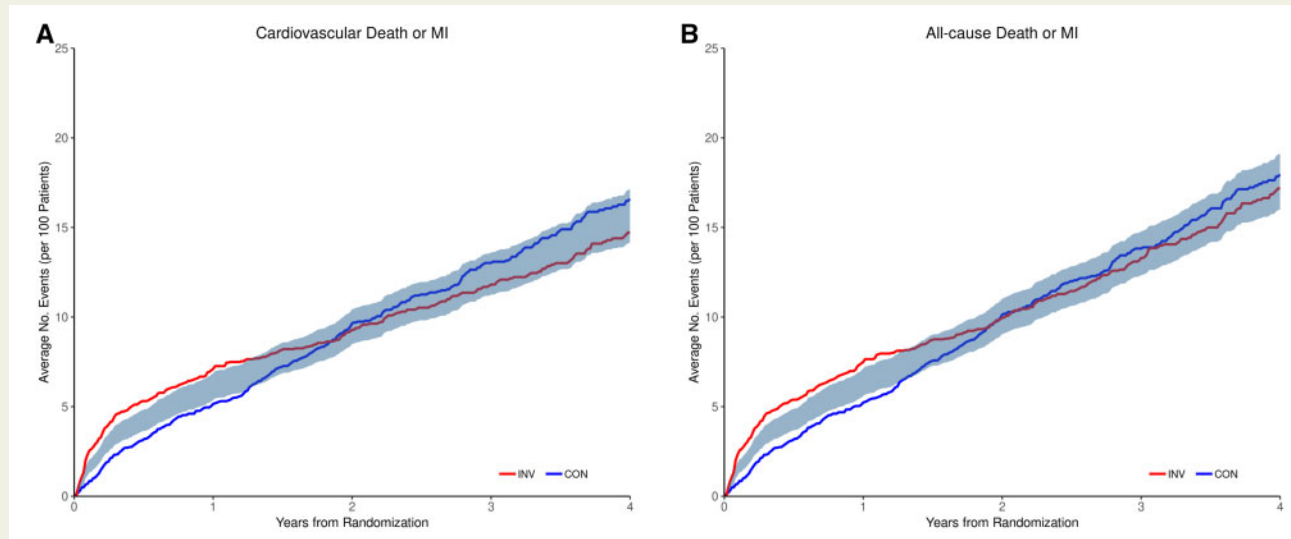 A
Cardiovascular Death or MI
25
20
15
10
5
0
Average No. Events (per 100 Patients)
INV CON
0 1 2 3 4
Years from Randomization
B
All-cause Death or MI
25
20
15
10
5
0
Average No. Events (per 100 Patients)
INV CON
0 1 2 3 4
Years from Randomization